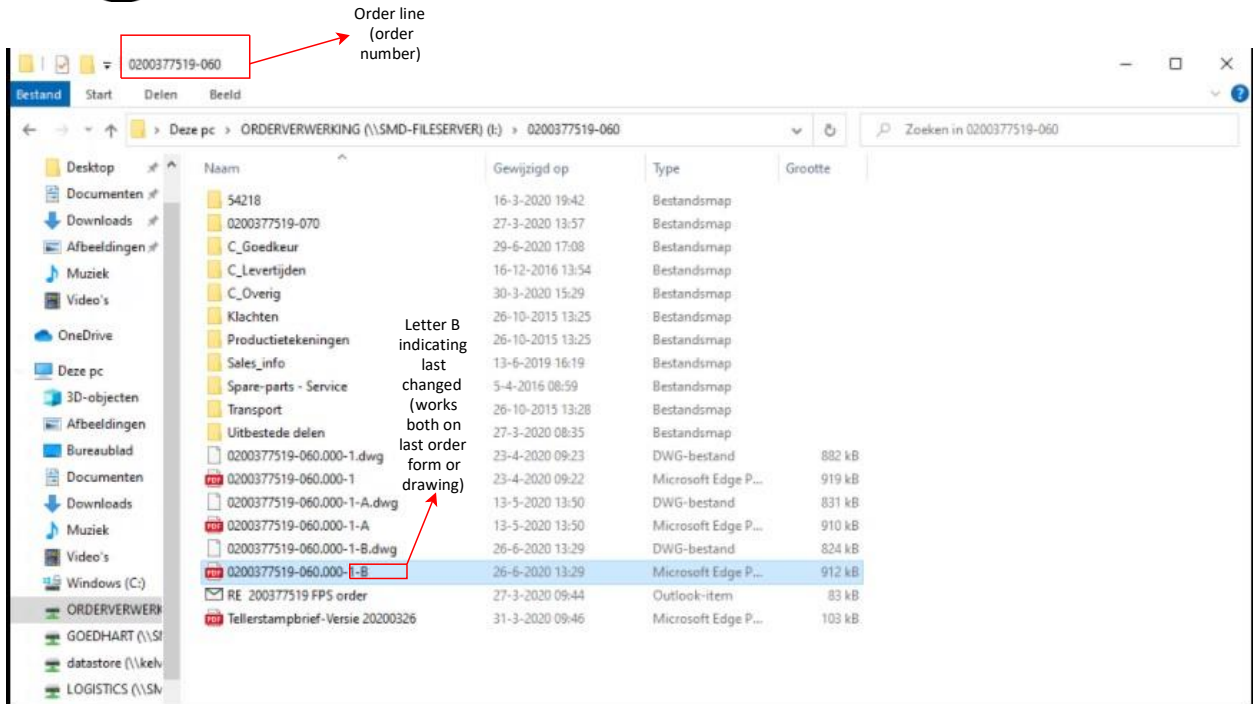 Order line
(order
number)
0200377519-060
Bestand Start Delen Beeld
Deze pc > ORDERVERWERKING (\\SMD-FILESERVER) (I:) > 0200377519-060
Zoeken in 0200377519-060
Naam Gewijzigd op Type Grootte
Desktop
Documenten
Downloads
Afbeeldingen
Muziek
Video's
OneDrive
Deze pc
3D-objecten
Afbeeldingen
Bureaublad
Documenten
Downloads
Muziek
Video's
Windows (C:)
ORDERVERWERK
GOEDHART (\\SM
datastore (\\kelv
LOGISTICS (\\SM
54218 16-3-2020 19:42 Bestandsmap
0200377519-070 27-3-2020 13:57 Bestandsmap
C_Goedkeur 29-6-2020 17:08 Bestandsmap
C_Levertijden 16-12-2016 13:54 Bestandsmap
C_Overig 30-3-2020 15:29 Bestandsmap
Klachten 26-10-2015 13:25 Bestandsmap
Productietekeningen 26-10-2015 13:25 Bestandsmap
Sales_info 13-6-2019 16:19 Bestandsmap
Spare-parts - Service 5-4-2016 08:59 Bestandsmap
Transport 26-10-2015 13:28 Bestandsmap
Uitbestede delen 27-3-2020 08:35 Bestandsmap
0200377519-060.000-1.dwg 23-4-2020 09:23 DWG-bestand 882 kB
PDF 0200377519-060.000-1 23-4-2020 09:22 Microsoft Edge P... 919 kB
0200377519-060.000-1-A.dwg 13-5-2020 13:50 DWG-bestand 831 kB
PDF 0200377519-060.000-1-A 13-5-2020 13:50 Microsoft Edge P... 910 kB
0200377519-060.000-1-B.dwg 26-6-2020 13:29 DWG-bestand 824 kB
PDF 0200377519-060.000-1-B 26-6-2020 13:29 Microsoft Edge P... 912 kB
RE 200377519 FPS order 27-3-2020 09:44 Outlook-item 83 kB
PDF Tellerstampbrief-Versie 20200326 31-3-2020 09:46 Microsoft Edge P... 103 kB
Letter B
indicating
last
changed
(works
both on
last order
form or
drawing)